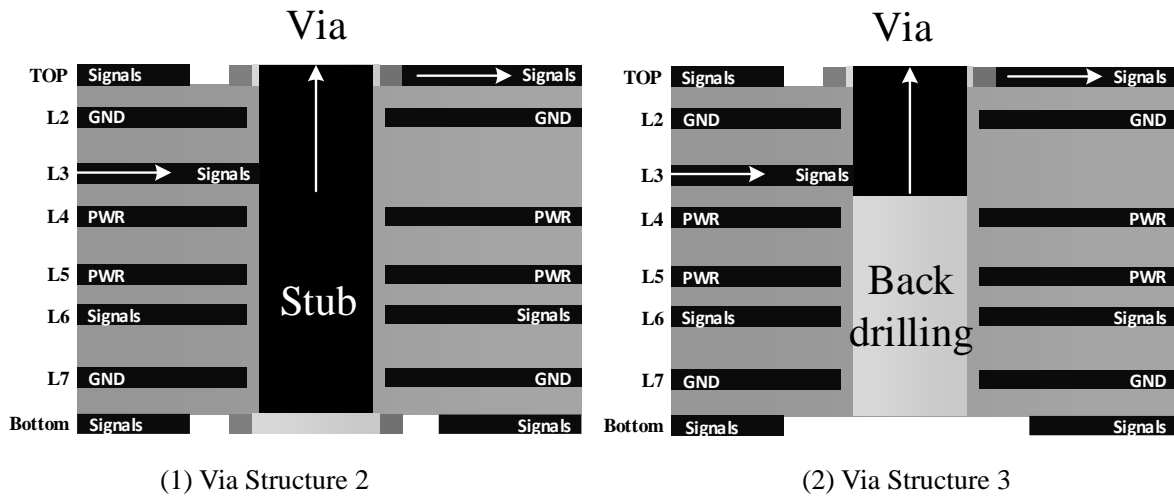 Via
TOP Signals Signals
L2 GND GND
L3 Signals
L4 PWR PWR
L5 PWR PWR
Stub
L6 Signals Signals
L7 GND GND
Bottom Signals Signals
(1) Via Structure 2
Via
TOP Signals Signals
L2 GND GND
L3 Signals
L4 PWR PWR
L5 PWR PWR
Back
L6 Signals Signals
drilling
L7 GND GND
Bottom Signals Signals
(2) Via Structure 3